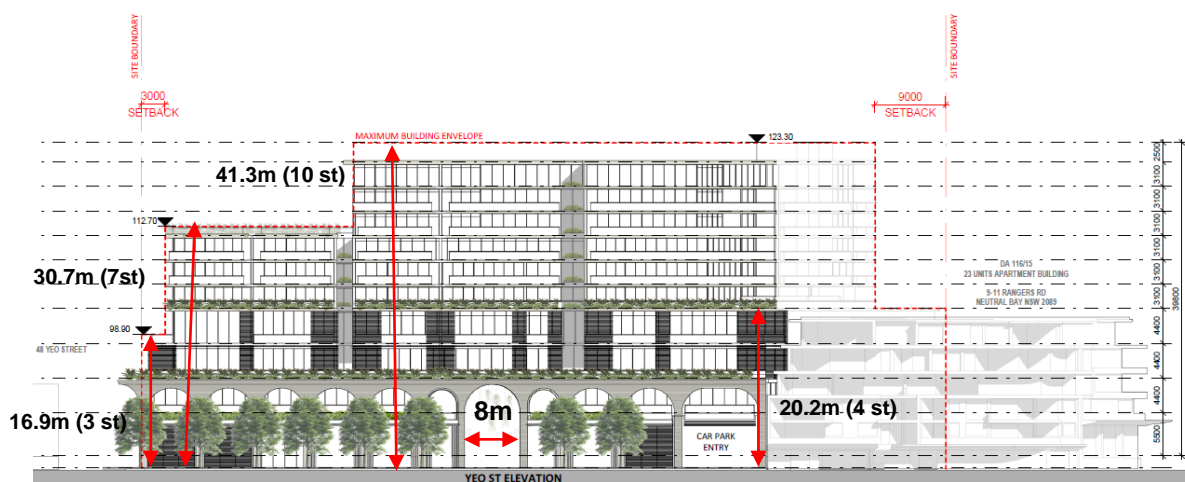 SITE BOUNDARY
SITE BOUNDARY
3000
SETBACK
9000
SETBACK
MAXIMUM BUILDING ENVELOPE
123.30
41.3m (10 st)
112.70
30.7m (7st)
98.90
48 YEO STREET
16.9m (3 st)
8m
20.2m (4 st)
CAR PARK
ENTRY
DA 116/15
23 UNITS APARTMENT BUILDING
9-11 RANGERS RD
NEUTRAL BAY NSW 2089
2500
3100
3100
3100
3100
3100
3100
4400
4400
4400
5500
39800
YEO ST ELEVATION